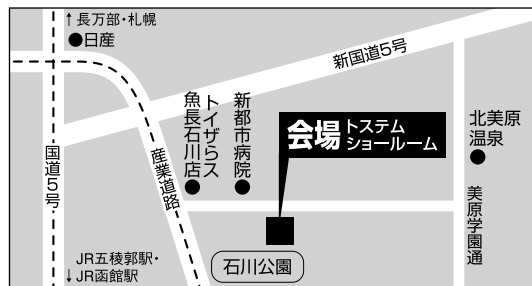 ↑長万部・札幌
●日産
新国道5号
国道5号
産業道路
魚長石川店
トイザらス
新都市病院
会場
トステム
ショールーム
北美原
温泉
美原学園通
石川公園
JR五稜郭駅・
↓JR函館駅